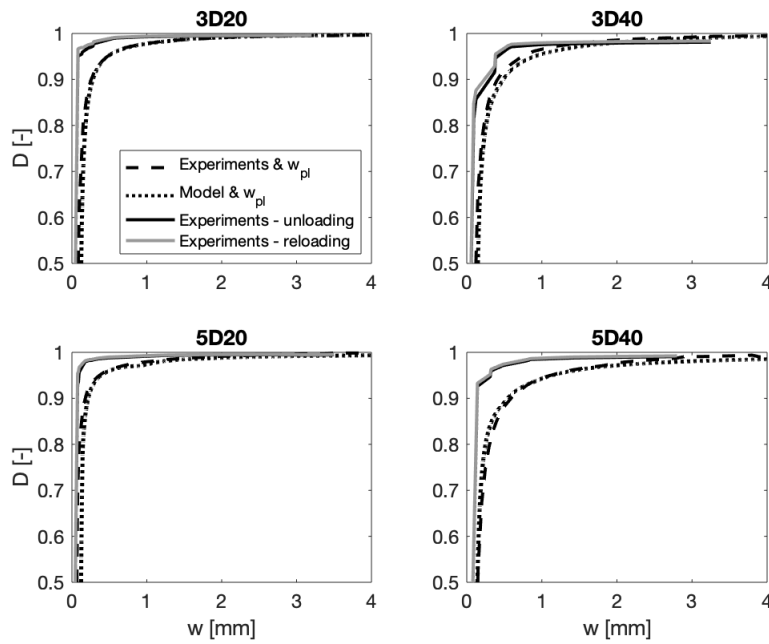 3D20
3D40
1
0.9
0.8
0.7
0.6
0.5
D [-]
Experiments & w_pl
Model & w_pl
Experiments - unloading
Experiments - reloading
0 1 2 3 4
1
0.9
0.8
0.7
0.6
0.5
0 1 2 3 4
5D20
5D40
1
0.9
0.8
0.7
0.6
0.5
D [-]
0 1 2 3 4
w [mm]
1
0.9
0.8
0.7
0.6
0.5
0 1 2 3 4
w [mm]